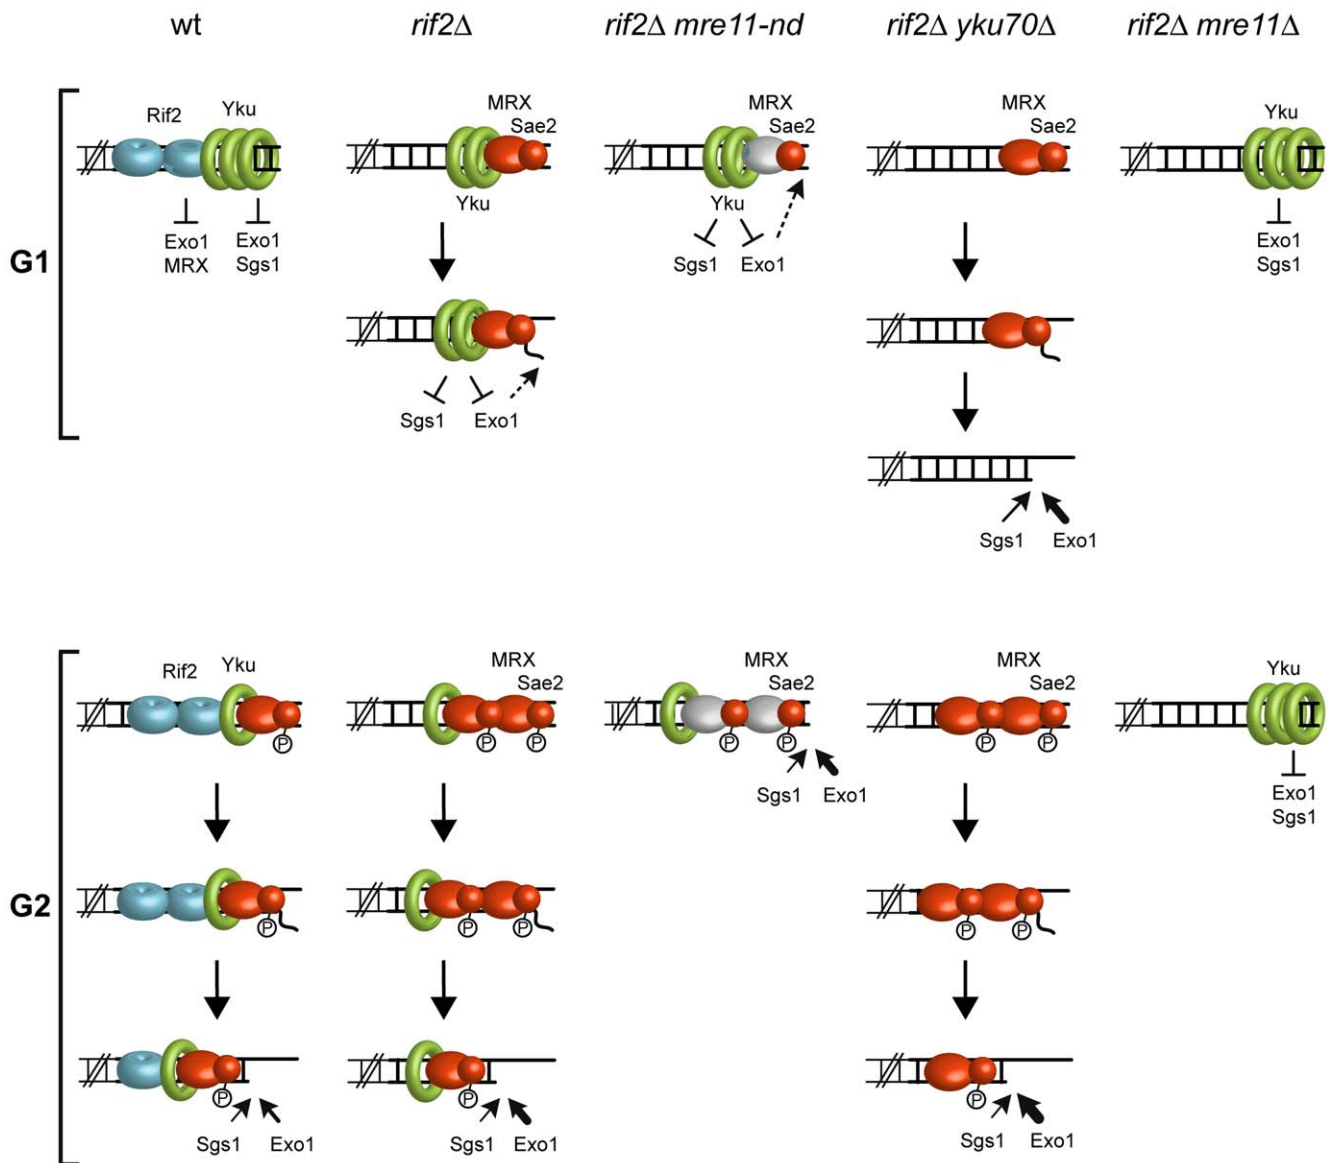 wt rif2Δ rif2Δ mre11-nd rif2Δ yku70Δ rif2Δ mre11Δ
G1
Rif2 Yku MRX Sae2 MRX Sae2 MRX Sae2 Yku
Yku Yku
Exo1 MRX Exo1 Sgs1 Sgs1 Exo1 Exo1 Sgs1
Sgs1 Exo1
Sgs1 Exo1
G2
Rif2 Yku MRX Sae2 MRX Sae2 MRX Sae2 Yku
P P P P P P P
Sgs1 Exo1 Exo1 Sgs1
P P P P P
P P P
Sgs1 Exo1 Sgs1 Exo1 Sgs1 Exo1